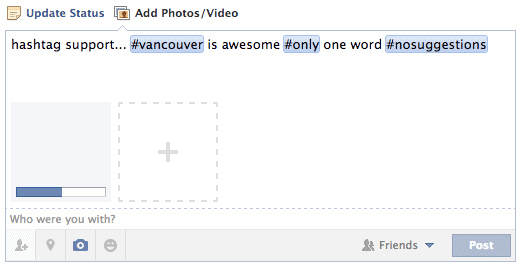 Update Status Add Photos/Video
hashtag support... #vancouver is awesome #only one word #nosuggestions
Who were you with?
Friends Post